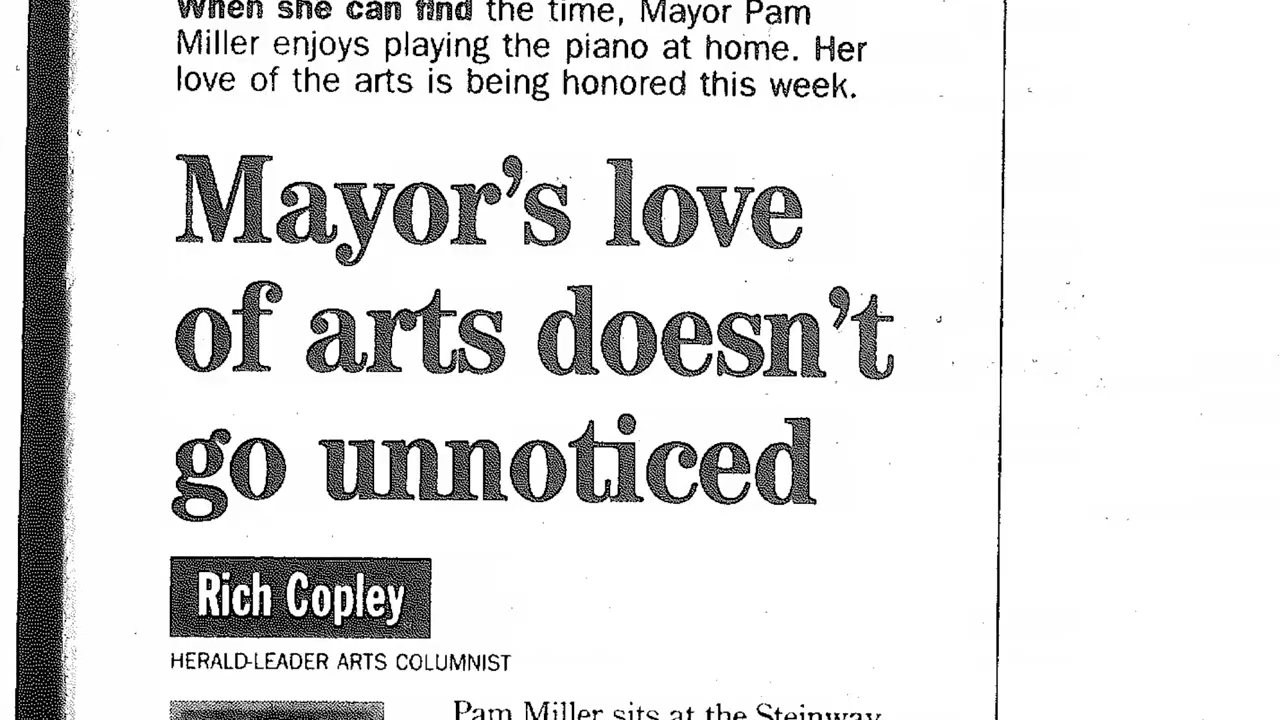 When she can find the time, Mayor Pam
Miller enjoys playing the piano at home. Her
love of the arts is being honored this week.
Mayor's love
of arts doesn't
go unnoticed
Rich Copley
HERALD-LEADER ARTS COLUMNIST
Pam Miller sits at the Steinway